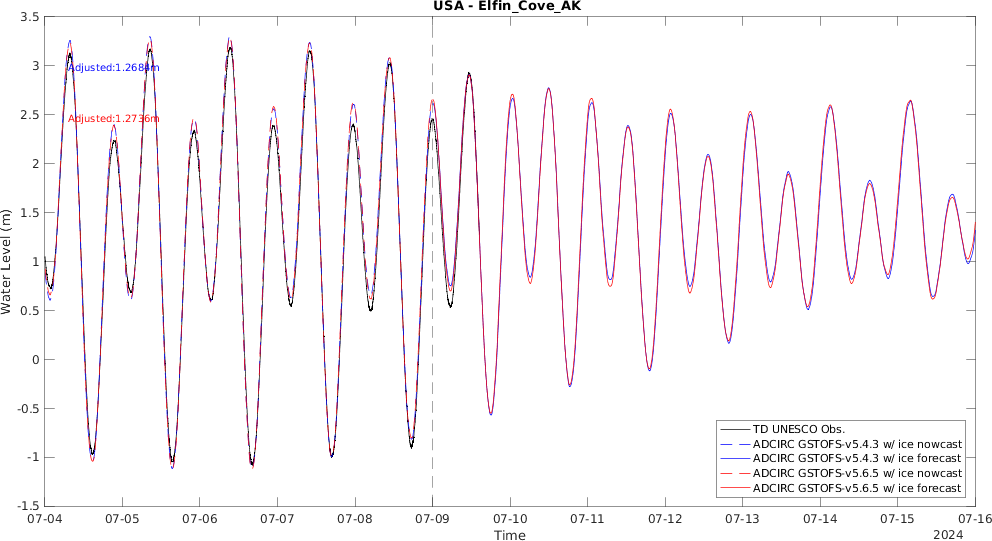 USA - Elfin_Cove_AK
3.5
3
2.5
2
1.5
1
0.5
0
-0.5
-1
-1.5
Water Level (m)
Adjusted:1.2684m
Adjusted:1.2736m
TD UNESCO Obs.
ADCIRC GSTOFS-v5.4.3 w/ ice nowcast
ADCIRC GSTOFS-v5.4.3 w/ ice forecast
ADCIRC GSTOFS-v5.6.5 w/ ice nowcast
ADCIRC GSTOFS-v5.6.5 w/ ice forecast
07-04 07-05 07-06 07-07 07-08 07-09 07-10 07-11 07-12 07-13 07-14 07-15 07-16
Time
2024